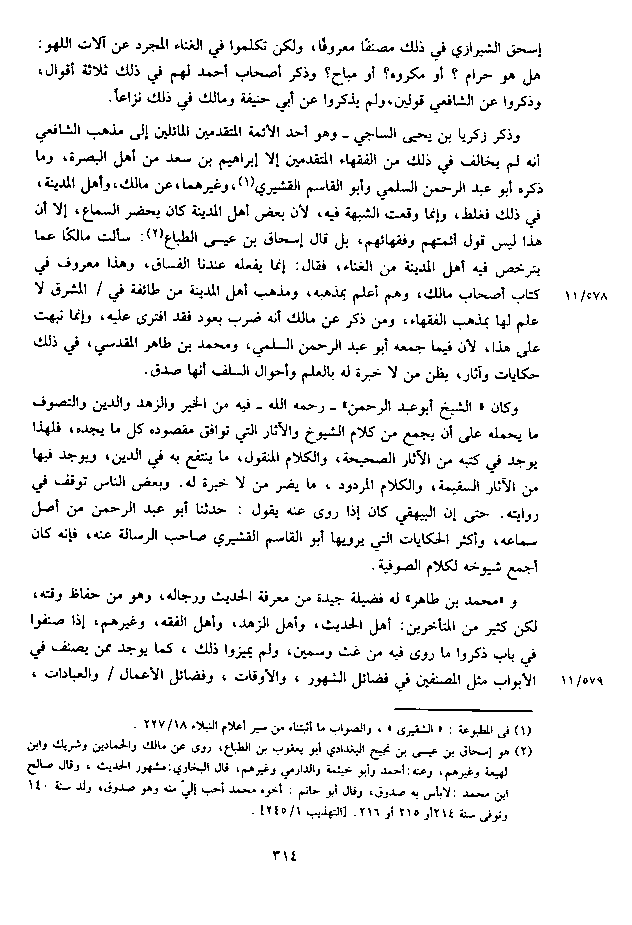 إسحق الشيرازي في ذلك مصنفًا معروفًا، ولكن تكلموا في الغناء المجرد عن آلات اللهو:
هل هو حرام ؟ أو مكروه؟ أو مباح؟ وذكر أصحاب أحمد لهم في ذلك ثلاثة أقوال،
وذكروا عن الشافعي قولين، ولم يذكروا عن أبي حنيفة ومالك في ذلك نزاعاً.
وذكر زكريا بن يحيى الساجي ـ وهو أحد الأئمة المتقدمين المائلين إلى مذهب الشافعي
أنه لم يخالف في ذلك من الفقهاء المتقدمين إلا إبراهيم بن سعد من أهل البصرة، وما
ذكره أبو عبد الرحمن السلمي وأبو القاسم القشيري(١)، وغيرهما، عن مالك، وأهل المدينة،
في ذلك فغلط، وإنما وقعت الشبهة فيه، لأن بعض أهل المدينة كان يحضر السماع، إلا أن
هذا ليس قول أئمتهم وفقهائهم، بل قال إسحاق بن عيسى الطباع(٢): سألت مالكًا عما
يترخص فيه أهل المدينة من الغناء، فقال: إنما يفعله عندنا الفساق، وهذا معروف في
١١/٥٧٨ كتاب أصحاب مالك، وهم أعلم بمذهبه، ومذهب أهل المدينة من طائفة في / المشرق لا
علم لها بمذهب الفقهاء، ومن ذكر عن مالك أنه ضرب بعود فقد افترى عليه، وإنما نبهت
على هذا، لأن فيما جمعه أبو عبد الرحمن السلمي، ومحمد بن طاهر المقدسي، في ذلك
حكايات وآثار، يظن من لا خبرة له بالعلم وأحوال السلف أنها صدق.
وكان « الشيخ أبو عبد الرحمن» ـ رحمه الله ـ فيه من الخير والزهد والدين والتصوف
ما يحمله على أن يجمع من كلام الشيوخ والآثار التي توافق مقصوده كل ما يجده، فلهذا
يوجد في كتبه من الآثار الصحيحة، والكلام المنقول، ما ينتفع به في الدين، ويوجد فيها
من الآثار السقيمة، والكلام المردود ، ما يضر من لا خبرة له. وبعض الناس توقف في
روايته. حتى إن البيهقي كان إذا روى عنه يقول : حدثنا أبو عبد الرحمن من أصل
سماعه، وأكثر الحكايات التي يرويها أبو القاسم القشيري صاحب الرسالة عنه، فإنه كان
أجمع شيوخه لكلام الصوفية.
و «محمد بن طاهر» له فضيلة جيدة من معرفة الحديث ورجاله، وهو من حفاظ وقته،
لكن كثير من المتأخرين: أهل الحديث، وأهل الزهد، وأهل الفقه، وغيرهم، إذا صنفوا
في باب ذكروا ما روى فيه من غث وسمين، ولم يميزوا ذلك ، كما يوجد ممن يصنف في
١١/٥٧٩ الأبواب مثل المصنفين في فضائل الشهور ، والأوقات ، وفضائل الأعمال / والعبادات ،
(١) فى المطبوعة : « الشقيرى » ، والصواب ما أثبتناه من سير أعلام النبلاء ٢٢٧/١٨ .
(٢) هو إسحاق بن عيسى بن نجيح البغدادي أبو يعقوب بن الطباع، روى عن مالك والحمادين وشريك وابن
لهيعة وغيرهم، وعنه: أحمد وأبو خيثمة والدارمي وغيرهم، قال البخاري: مشهور الحديث ، وقال صالح
ابن محمد : لابأس به صدوق، وقال أبو حاتم : أخوه محمد أحب إليّ منه وهو صدوق، ولد سنة ١٤٠
وتوفى سنة ٢١٤ أو ٢١٥ أو ٢١٦. [التهذيب ١/ ٢٤٥] .
٣١٤